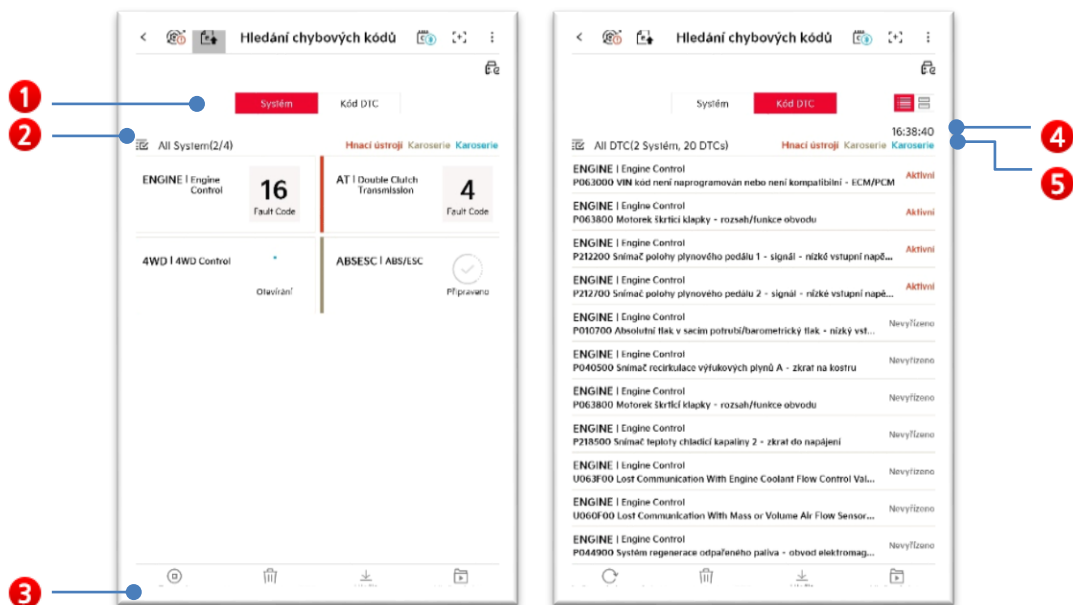 Hledání chybových kódů
Systém Kód DTC
All System(2/4) Hnací ústrojí Karoserie Karoserie
ENGINE | Engine Control
16
Fault Code
AT | Double Clutch Transmission
4
Fault Code
4WD | 4WD Control
Otevírání
ABSESC | ABS/ESC
Připraveno
1
2
3
Hledání chybových kódů
Systém Kód DTC
16:38:40
All DTC(2 Systém, 20 DTCs) Hnací ústrojí Karoserie Karoserie
ENGINE | Engine Control
P063000 VIN kód není naprogramován nebo není kompatibilní - ECM/PCM Aktivní
ENGINE | Engine Control
P063800 Motorek škrticí klapky - rozsah/funkce obvodu Aktivní
ENGINE | Engine Control
P212200 Snímač polohy plynového pedálu 1 - signál - nízké vstupní napě... Aktivní
ENGINE | Engine Control
P212700 Snímač polohy plynového pedálu 2 - signál - nízké vstupní napě... Aktivní
ENGINE | Engine Control
P010700 Absolutní tlak v sacím potrubí/barometrický tlak - nízký vst... Nevyřízeno
ENGINE | Engine Control
P040500 Snímač recirkulace výfukových plynů A - zkrat na kostru Nevyřízeno
ENGINE | Engine Control
P063800 Motorek škrticí klapky - rozsah/funkce obvodu Nevyřízeno
ENGINE | Engine Control
P218500 Snímač teploty chladicí kapaliny 2 - zkrat do napájení Nevyřízeno
ENGINE | Engine Control
U063F00 Lost Communication With Engine Coolant Flow Control Val... Nevyřízeno
ENGINE | Engine Control
U060F00 Lost Communication With Mass or Volume Air Flow Sensor... Nevyřízeno
ENGINE | Engine Control
P044900 Systém regenerace odpařeného paliva - obvod elektromag... Nevyřízeno
4
5